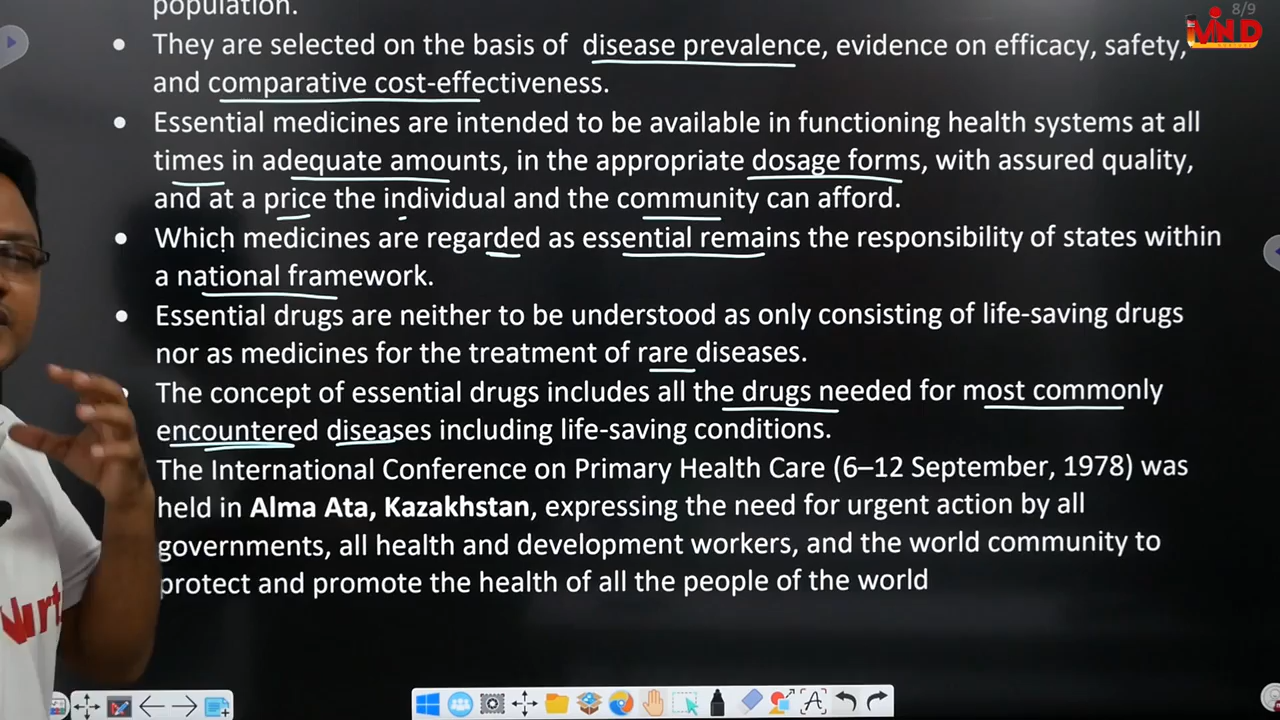 8/9
population.
• They are selected on the basis of disease prevalence, evidence on efficacy, safety,
and comparative cost-effectiveness.
• Essential medicines are intended to be available in functioning health systems at all
times in adequate amounts, in the appropriate dosage forms, with assured quality,
and at a price the individual and the community can afford.
• Which medicines are regarded as essential remains the responsibility of states within
a national framework.
• Essential drugs are neither to be understood as only consisting of life-saving drugs
nor as medicines for the treatment of rare diseases.
• The concept of essential drugs includes all the drugs needed for most commonly
encountered diseases including life-saving conditions.
The International Conference on Primary Health Care (6–12 September, 1978) was
held in Alma Ata, Kazakhstan, expressing the need for urgent action by all
governments, all health and development workers, and the world community to
protect and promote the health of all the people of the world